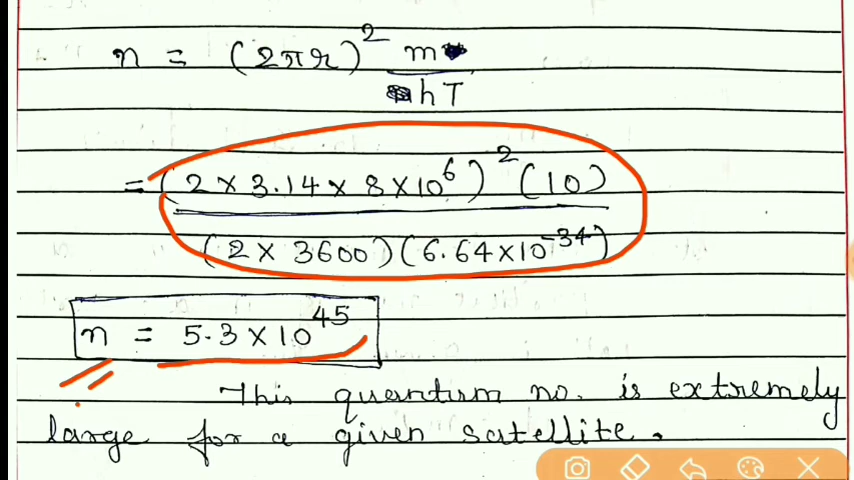 n = (2πr)² m
hT
= (2 × 3.14 × 8 × 10⁶)² (10)
(2 × 3600) (6.64 × 10⁻³⁴)
n = 5.3 × 10⁴⁵
This quantum no. is extremely
large for a given satellite.